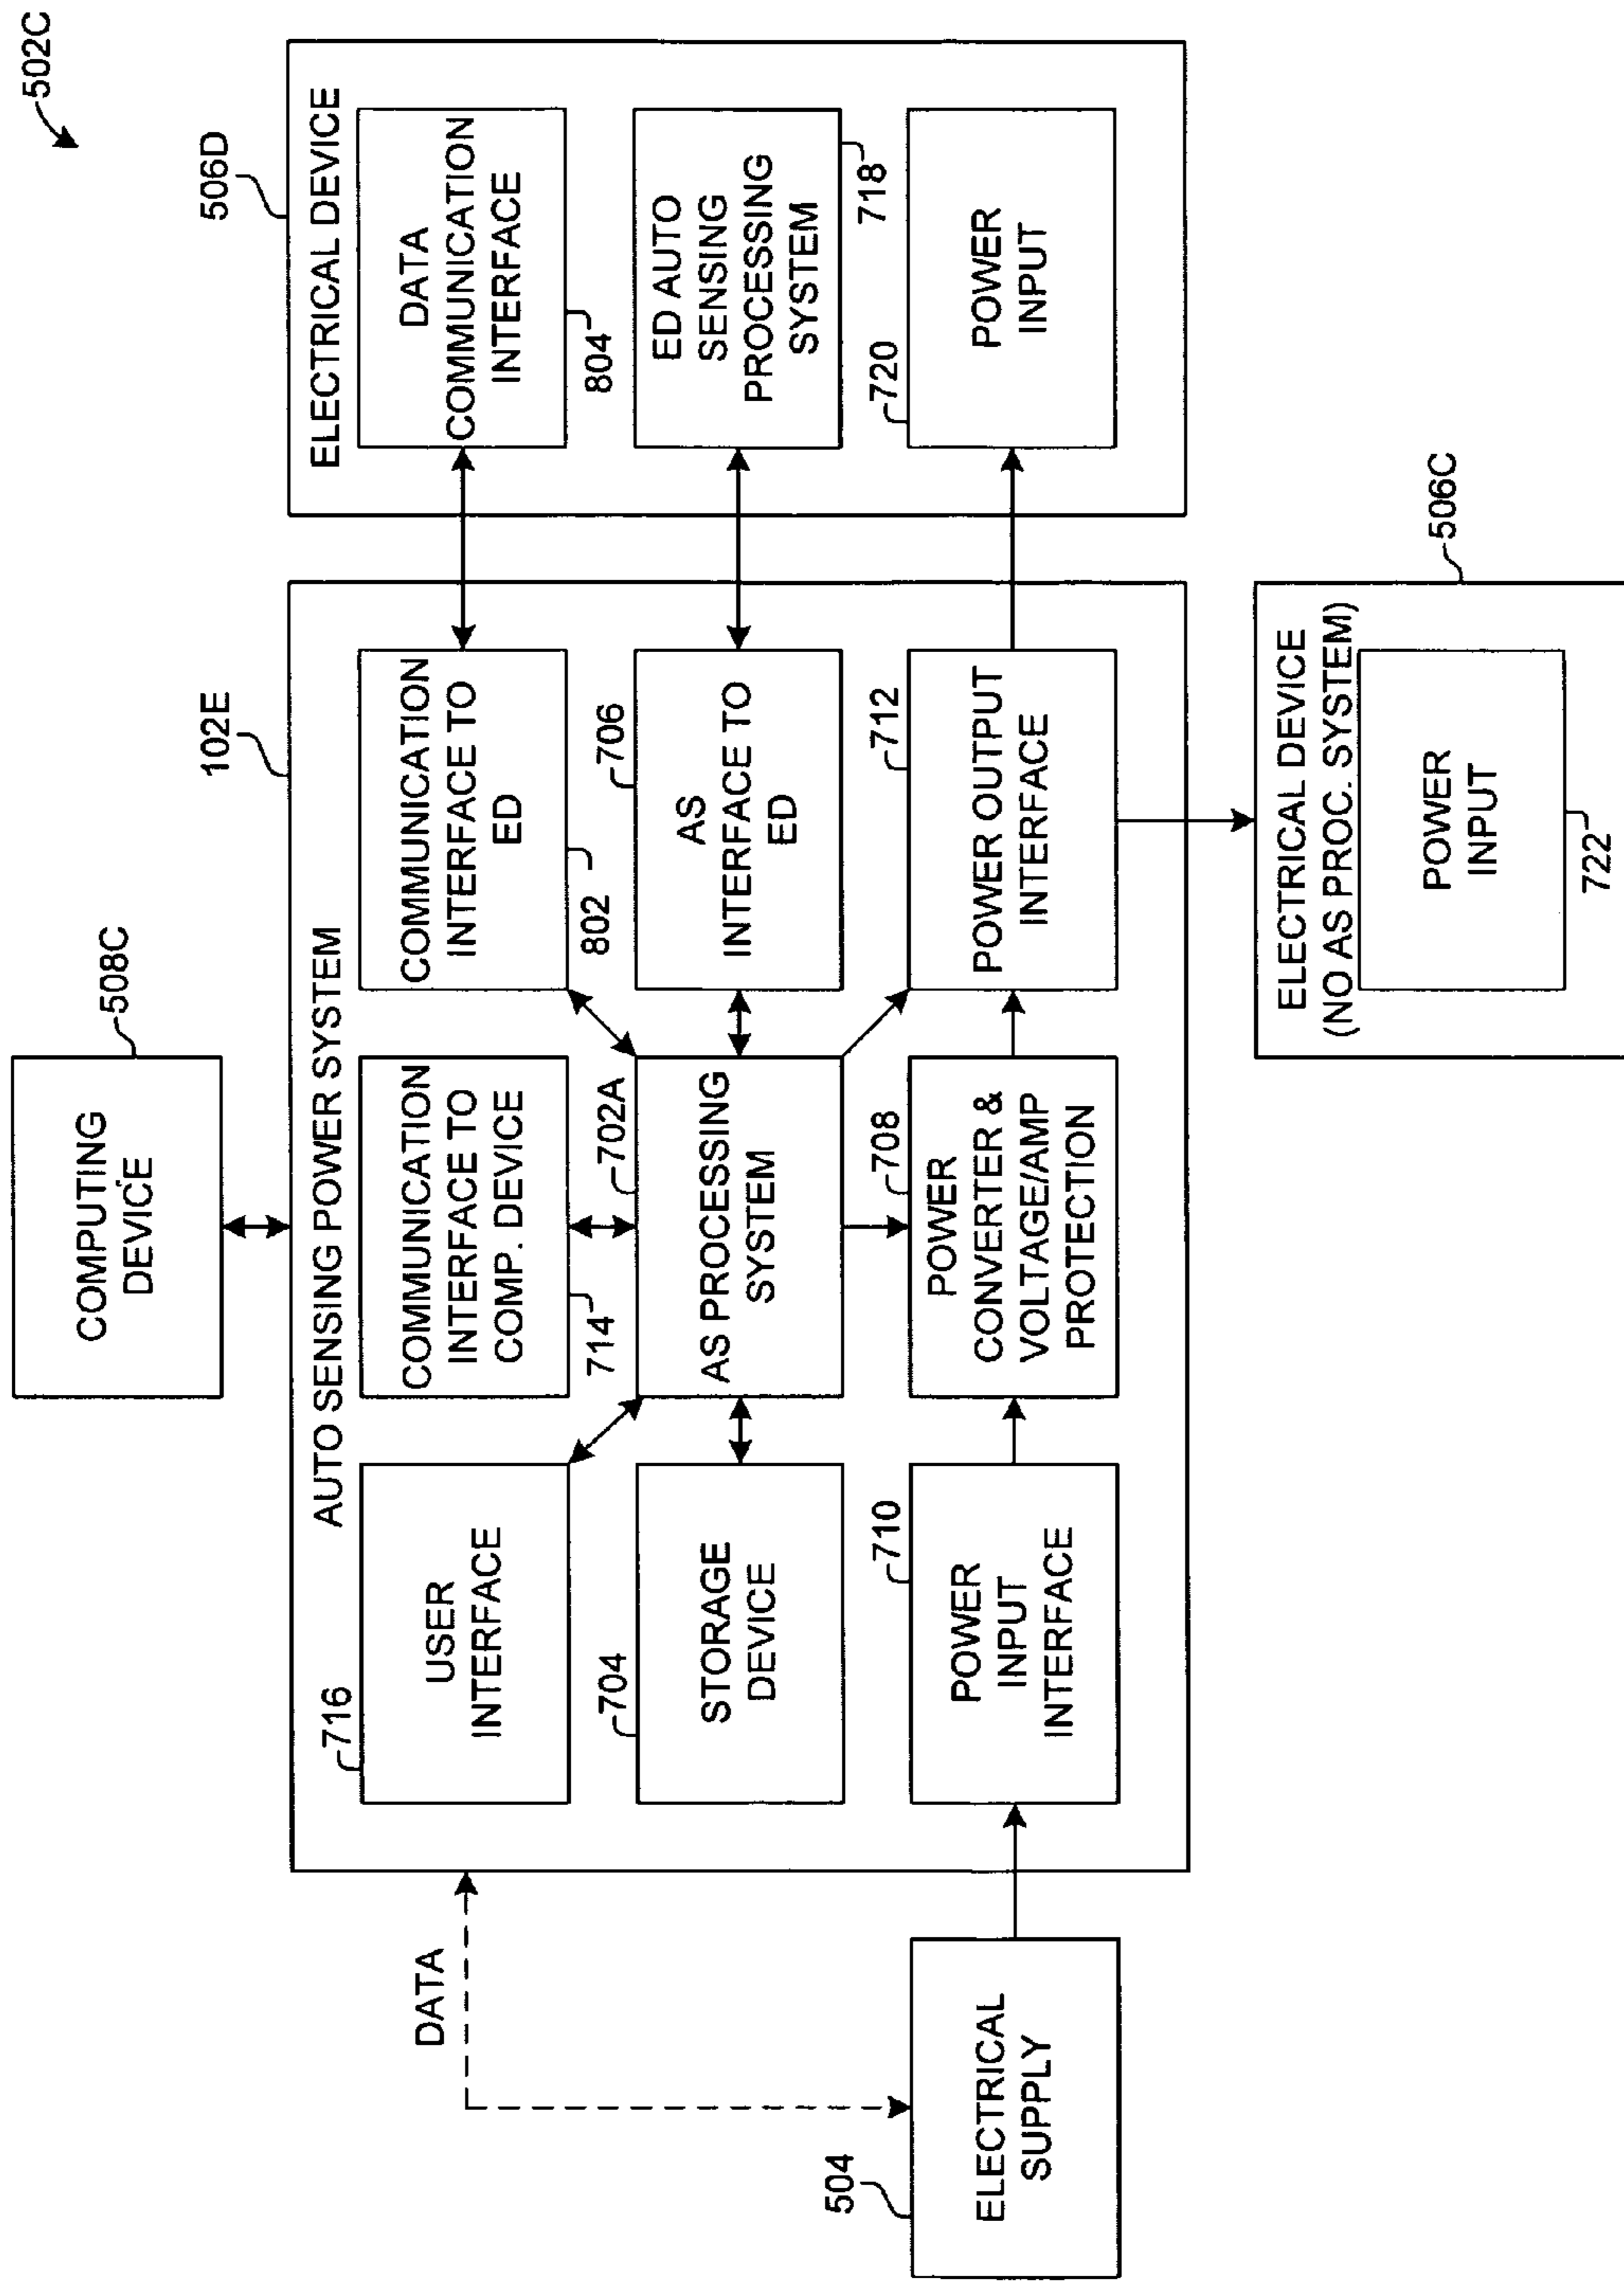 502C
COMPUTING
DEVICE
508C
102E
506D
AUTO SENSING POWER SYSTEM
ELECTRICAL DEVICE
DATA
716
USER
INTERFACE
COMMUNICATION
INTERFACE TO
COMP. DEVICE
714
COMMUNICATION
INTERFACE TO
ED
802
DATA
COMMUNICATION
INTERFACE
804
704
STORAGE
DEVICE
702A
AS PROCESSING
SYSTEM
706
AS
INTERFACE TO
ED
ED AUTO
SENSING
PROCESSING
SYSTEM
718
504
ELECTRICAL
SUPPLY
710
POWER
INPUT
INTERFACE
708
POWER
CONVERTER &
VOLTAGE/AMP
PROTECTION
712
POWER OUTPUT
INTERFACE
720
POWER
INPUT
506C
ELECTRICAL DEVICE
(NO AS PROC. SYSTEM)
POWER
INPUT
722